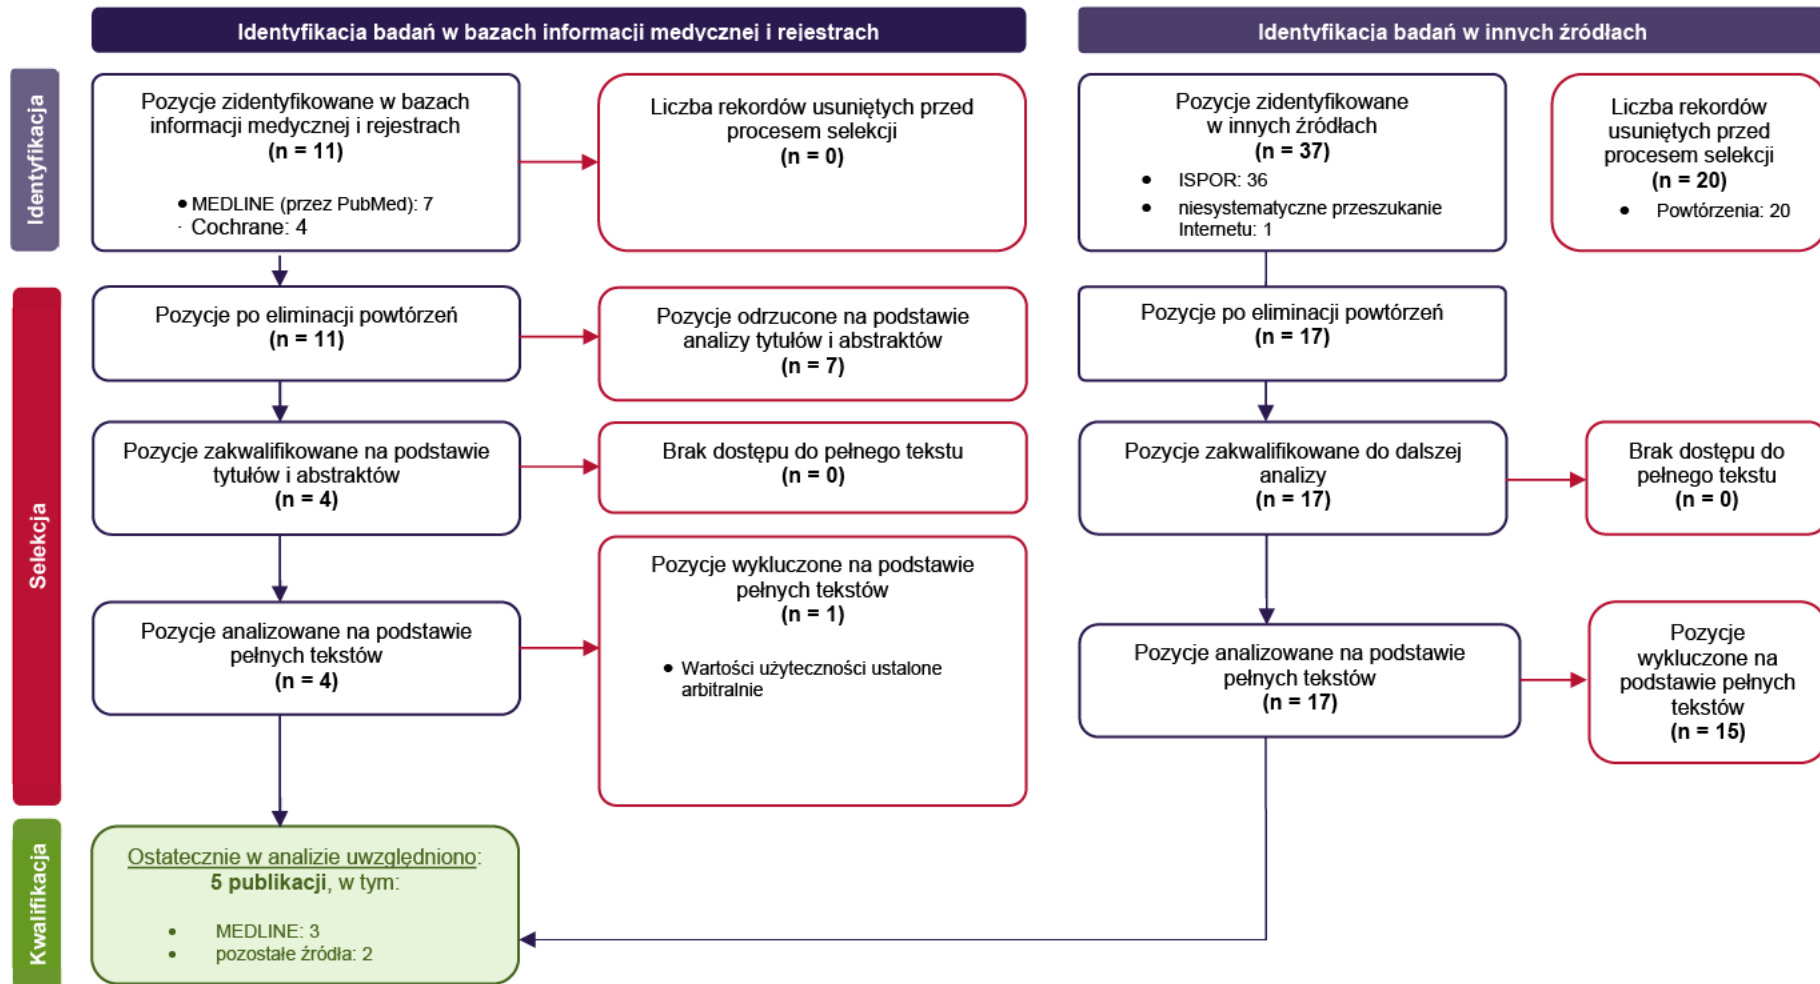 Identyfikacja badań w bazach informacji medycznej i rejestrach
Identyfikacja badań w innych źródłach
Identyfikacja
Pozycje zidentyfikowane w bazach
informacji medycznej i rejestrach
(n = 11)
• MEDLINE (przez PubMed): 7
· Cochrane: 4
Liczba rekordów usuniętych przed
procesem selekcji
(n = 0)
Pozycje zidentyfikowane
w innych źródłach
(n = 37)
• ISPOR: 36
• niesystematyczne przeszukanie
Internetu: 1
Liczba rekordów
usuniętych przed
procesem selekcji
(n = 20)
• Powtórzenia: 20
Selekcja
Pozycje po eliminacji powtórzeń
(n = 11)
Pozycje odrzucone na podstawie
analizy tytułów i abstraktów
(n = 7)
Pozycje po eliminacji powtórzeń
(n = 17)
Pozycje zakwalifikowane na podstawie
tytułów i abstraktów
(n = 4)
Brak dostępu do pełnego tekstu
(n = 0)
Pozycje zakwalifikowane do dalszej
analizy
(n = 17)
Brak dostępu do
pełnego tekstu
(n = 0)
Pozycje analizowane na podstawie
pełnych tekstów
(n = 4)
Pozycje wykluczone na podstawie
pełnych tekstów
(n = 1)
• Wartości użyteczności ustalone
arbitralnie
Pozycje analizowane na podstawie
pełnych tekstów
(n = 17)
Pozycje
wykluczone na
podstawie pełnych
tekstów
(n = 15)
Kwalifikacja
Ostatecznie w analizie uwzględniono:
5 publikacji, w tym:
• MEDLINE: 3
• pozostałe źródła: 2